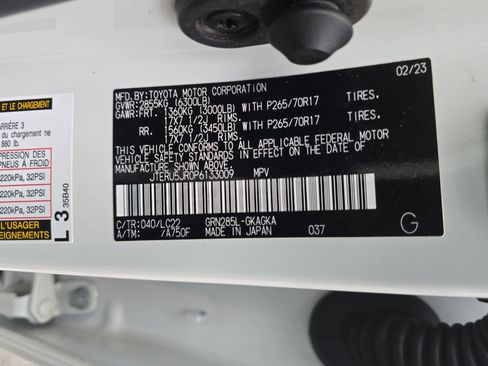 MFD.BY:TOYOTA MOTOR CORPORATION 02/23
GVWR:2855KG (6300LB)
GAWR:FRT. 1360KG (3000LB)WITH P265/70R17 TIRES.
17X7 1/2J RIMS.
RR. 1560KG (3450LB)WITH P265/70R17 TIRES.
17X7 1/2J RIMS.
THIS VEHICLE CONFORMS TO ALL APPLICABLE FEDERAL MOTOR
VEHICLE SAFETY STANDARDS IN EFFECT ON THE DATE OF
MANUFACTURE SHOWN ABOVE.
MPV
C/TR:040/LC22 GRN285L-GKAGKA
A/TM: /A750F MADE IN JAPAN 037
G
ET LE CHARGEMENT
ARRIÈRE 3
du chargement ne
880 lb.
PRESSION DES
PNEUS À FROID
220kPa, 32PSI
220kPa, 32PSI
220kPa, 32PSI
L'USAGER
L 3
35B40